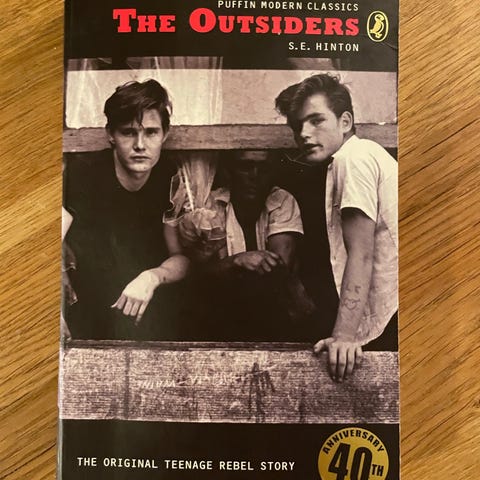 PUFFIN MODERN CLASSICS
THE OUTSIDERS
S.E. HINTON
THE ORIGINAL TEENAGE REBEL STORY
ANNIVERSARY
40TH